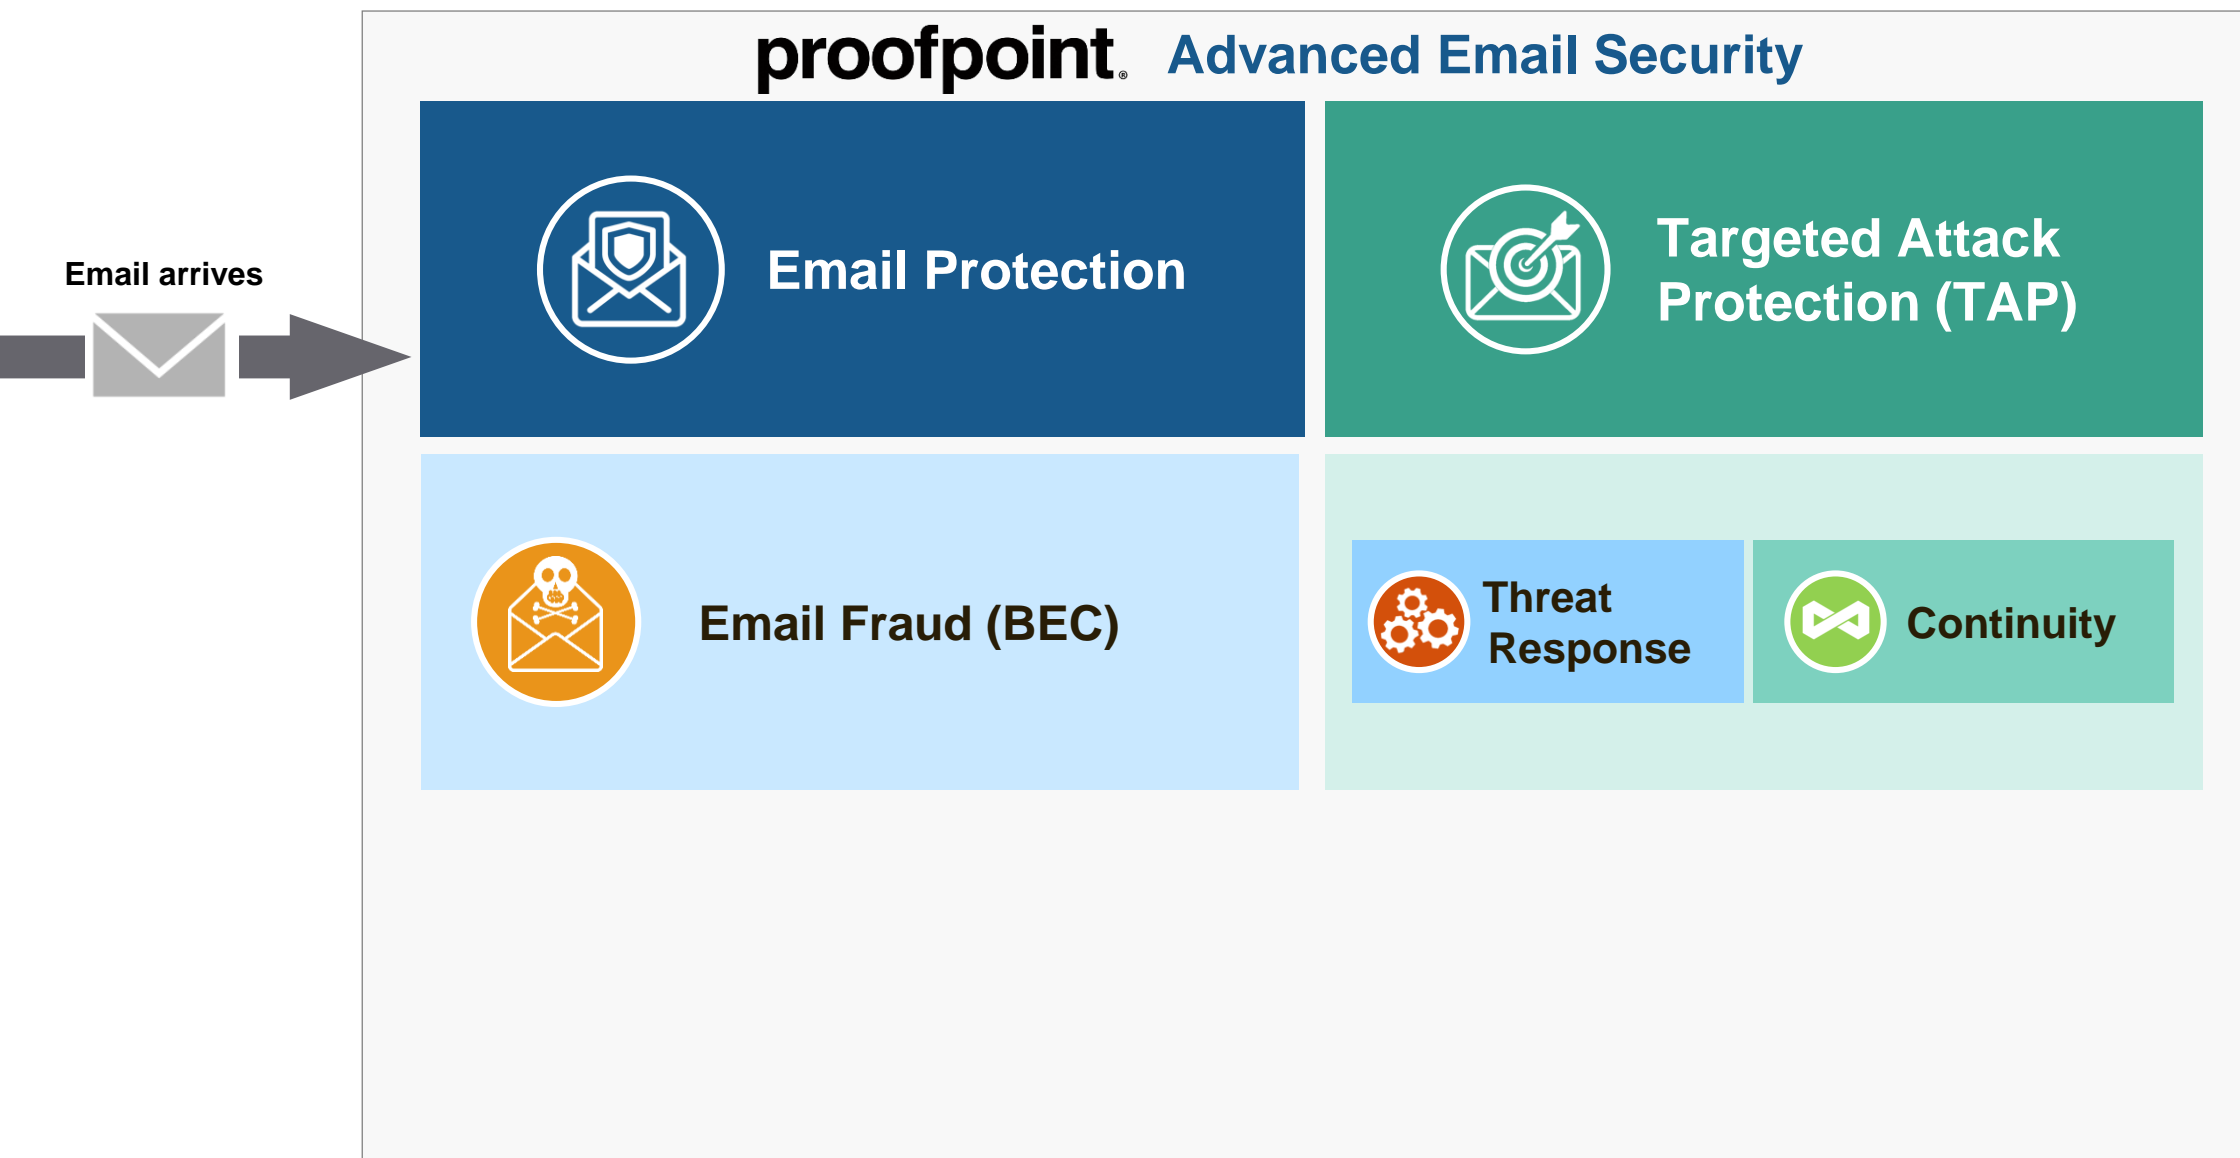 proofpoint® Advanced Email Security
Email arrives
Email Protection
Targeted Attack
Protection (TAP)
Email Fraud (BEC)
Threat
Response
Continuity